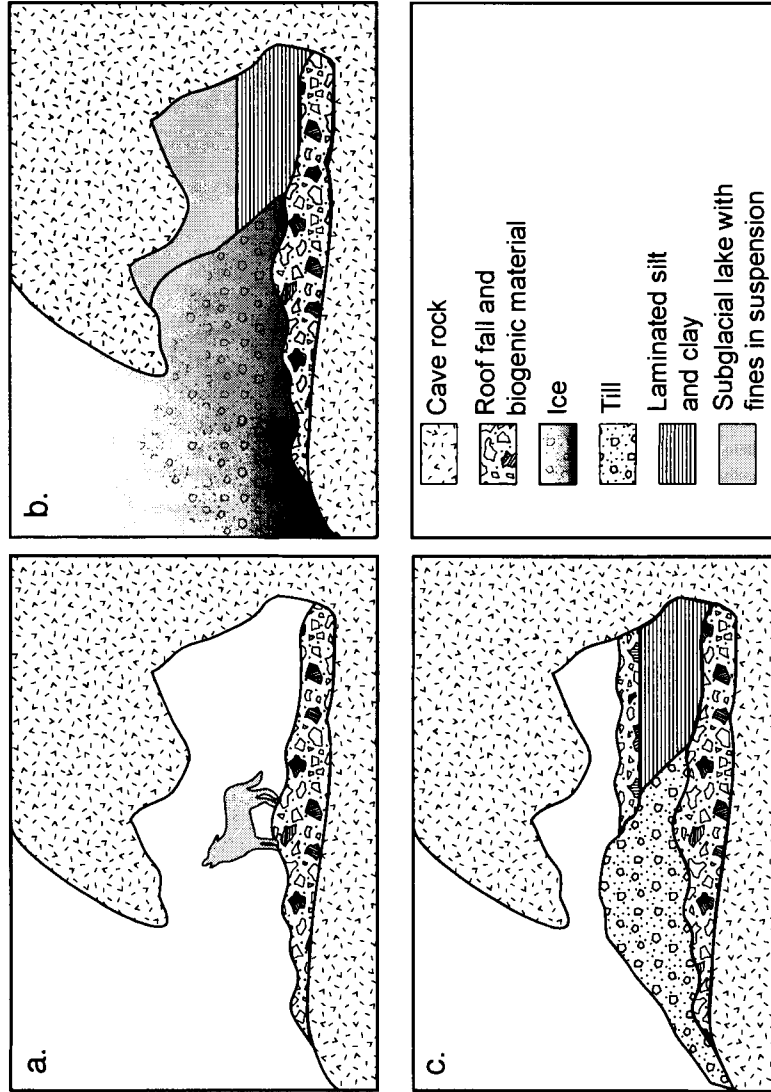 a.
b.
c.
Cave rock
Roof fall and
biogenic material
Ice
Till
Laminated silt
and clay
Subglacial lake with
fines in suspension